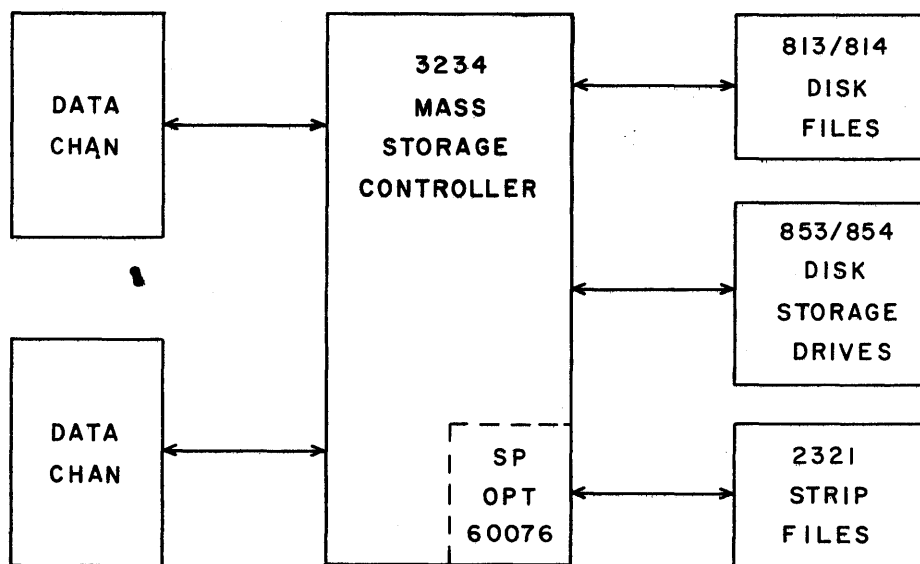 DATA
CHAN
3234
MASS
STORAGE
CONTROLLER
813/814
DISK
FILES
853/854
DISK
STORAGE
DRIVES
DATA
CHAN
SP
OPT
60076
2321
STRIP
FILES